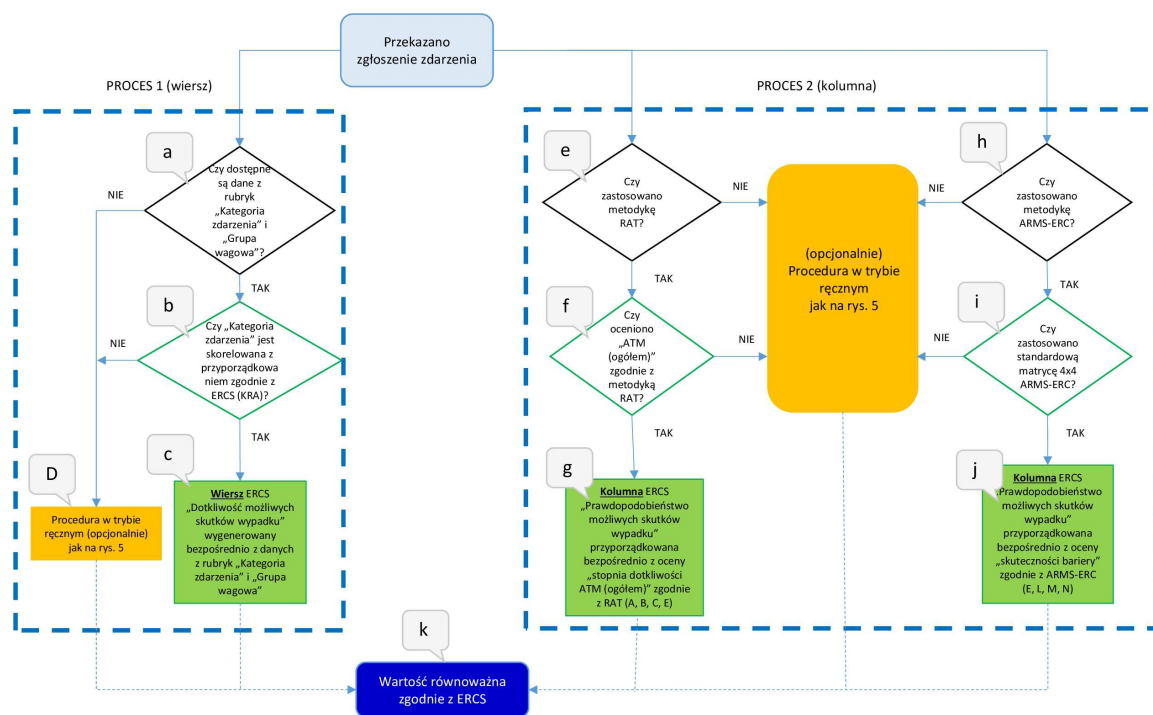 Przekazano
zgłoszenie zdarzenia
PROCES 1 (wiersz)
PROCES 2 (kolumna)
a
Czy dostępne
są dane z
rubryk
„Kategoria
zdarzenia” i
„Grupa
wagowa”?
NIE
TAK
b
Czy „Kategoria
zdarzenia” jest
skorelowana z
przyporządkowa
niem zgodnie z
ERCS (KRA)?
NIE
TAK
c
Wiersz ERCS
„Dotkliwość możliwych
skutków wypadku”
wygenerowany
bezpośrednio z danych
z rubryk „Kategoria
zdarzenia” i „Grupa
wagowa“
D
Procedura w trybie
ręcznym (opcjonalnie)
jak na rys. 5
e
Czy
zastosowano
metodykę
RAT?
NIE
TAK
f
Czy
oceniono
„ATM
(ogółem)”
zgodnie z
metodyką
RAT?
NIE
TAK
g
Kolumna ERCS
„Prawdopodobieństwo
możliwych skutków
wypadku”
przyporządkowana
bezpośrednio z oceny
„stopnia dotkliwości
ATM (ogółem)” zgodnie
z RAT (A, B, C, E)
(opcjonalnie)
Procedura w trybie
ręcznym
jak na rys. 5
h
Czy
zastosowano
metodykę
ARMS-ERC?
NIE
TAK
i
Czy
zastosowano
standardową
matrycę 4x4
ARMS-ERC?
NIE
TAK
j
Kolumna ERCS
„Prawdopodobieństwo
możliwych skutków
wypadku”
przyporządkowana
bezpośrednio z oceny
„skuteczności bariery”
zgodnie z ARMS-ERC
(E, L, M, N)
k
Wartość równoważna
zgodnie z ERCS